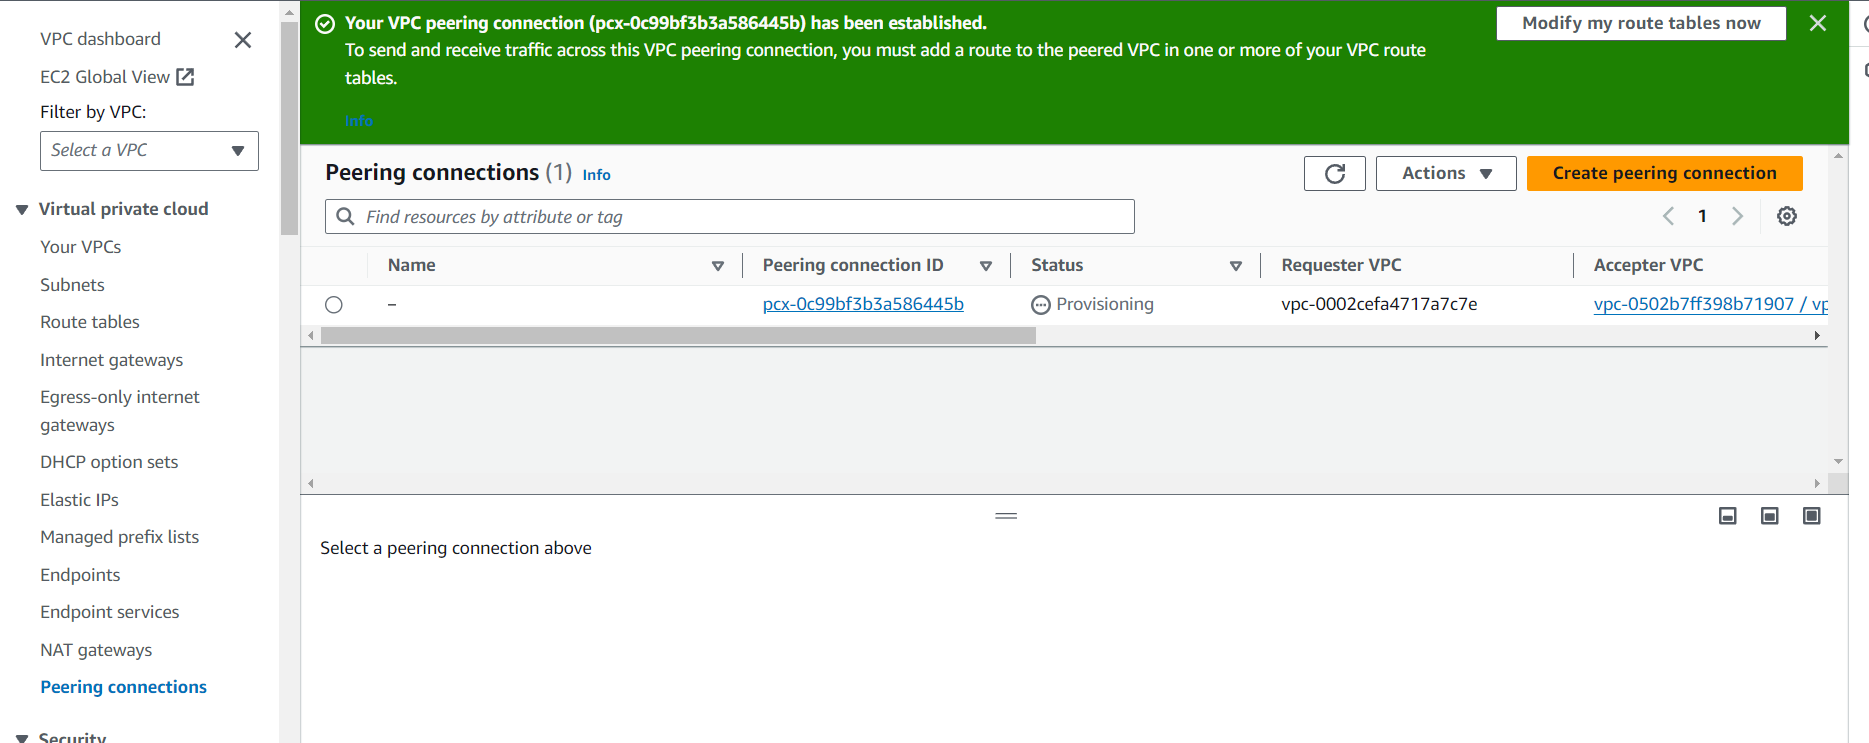 VPC dashboard
EC2 Global View
Filter by VPC:
Select a VPC
Virtual private cloud
Your VPCs
Subnets
Route tables
Internet gateways
Egress-only internet
gateways
DHCP option sets
Elastic IPs
Managed prefix lists
Endpoints
Endpoint services
NAT gateways
Peering connections
Security
Your VPC peering connection (pcx-0c99bf3b3a586445b) has been established.
To send and receive traffic across this VPC peering connection, you must add a route to the peered VPC in one or more of your VPC route
tables.
Info
Modify my route tables now
Peering connections (1) Info
Actions
Create peering connection
Find resources by attribute or tag
1
Name Peering connection ID Status Requester VPC Accepter VPC
– pcx-0c99bf3b3a586445b Provisioning vpc-0002cefa4717a7c7e vpc-0502b7ff398b71907 / vp
Select a peering connection above